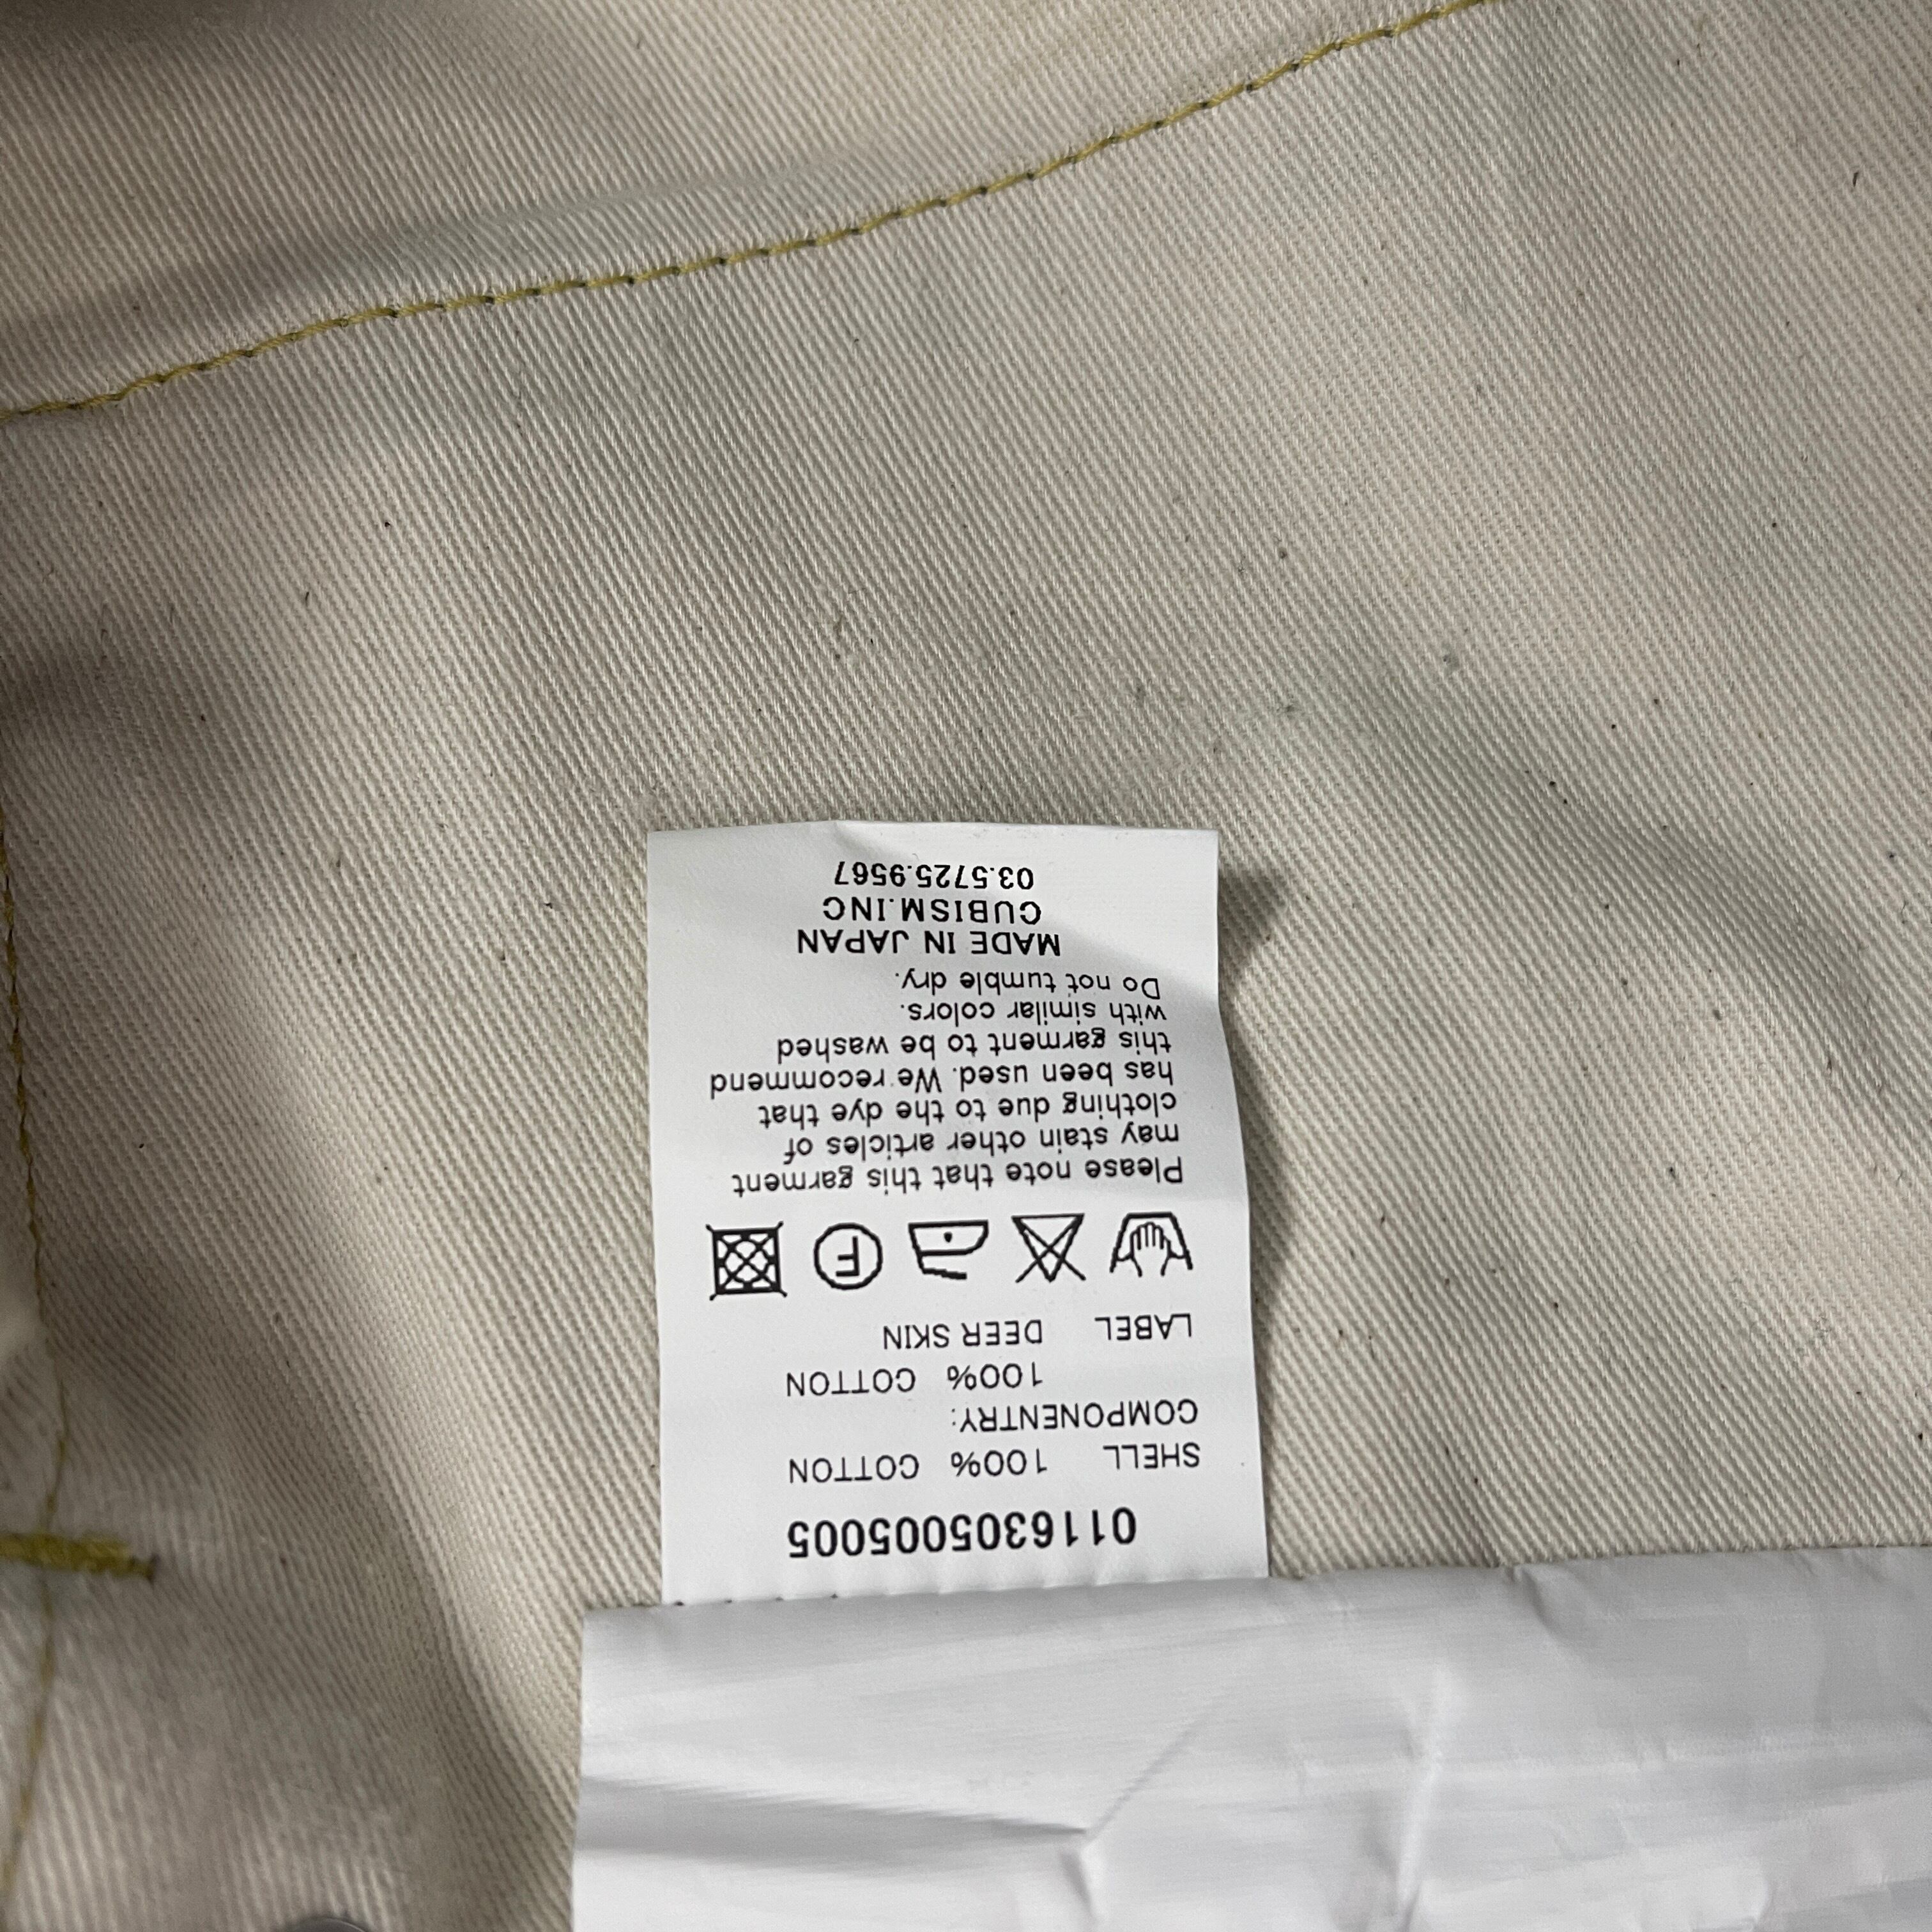 0116305005005
SHELL 100% COTTON
COMPONENTRY:
100% COTTON
LABEL DEER SKIN
F
Please note that this garment
may stain other articles of
clothing due to the dye that
has been used. We recommend
this garment to be washed
with similar colors.
Do not tumble dry.
MADE IN JAPAN
CUBISM.INC
03.5725.9567